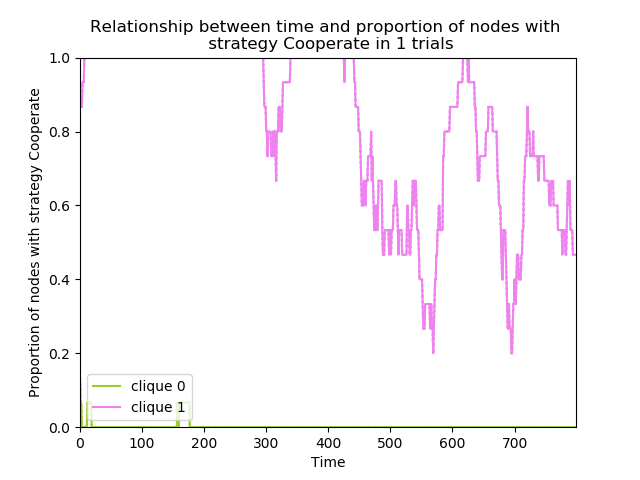 Relationship between time and proportion of nodes with
strategy Cooperate in 1 trials
Proportion of nodes with strategy Cooperate
1.0
0.8
0.6
0.4
0.2
0.0
clique 0
clique 1
0 100 200 300 400 500 600 700
Time